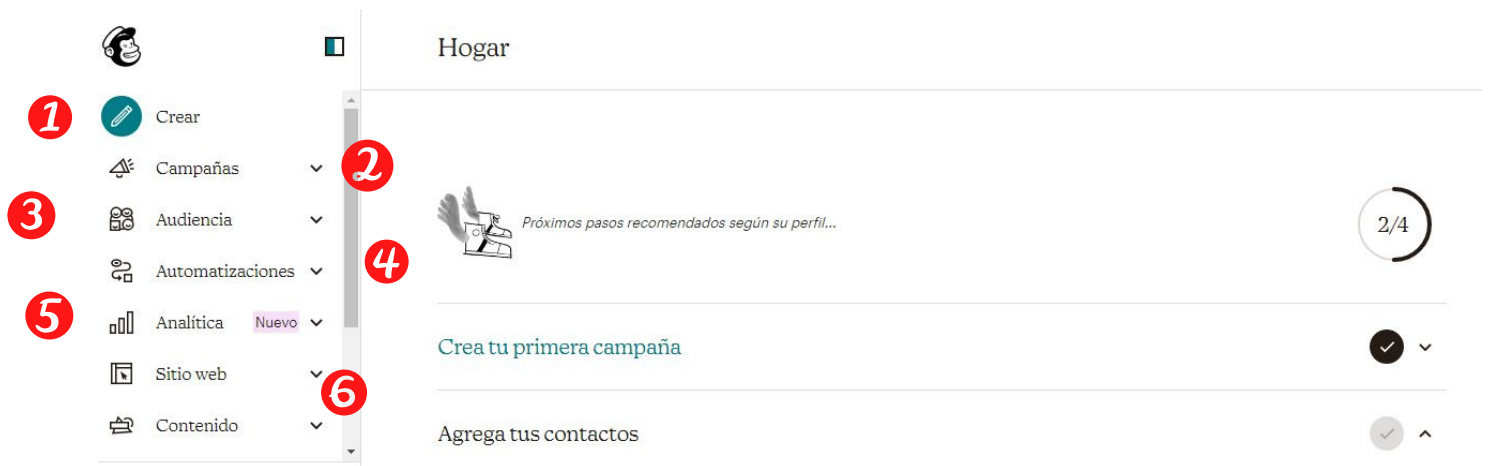 Hogar
1 Crear
Campañas 2
3 Audiencia
Próximos pasos recomendados según su perfil...
2/4
Automatizaciones 4
5 Analítica Nuevo
Crea tu primera campaña
Sitio web 6
Contenido
Agrega tus contactos